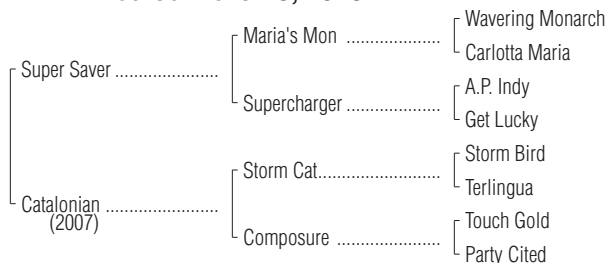 Wavering Monarch
Maria's Mon ......................
Carlotta Maria
Super Saver .....................
A.P. Indy
Supercharger ....................
Get Lucky
Storm Bird
Storm Cat.........................
Terlingua
Catalonian .......................
(2007)
Touch Gold
Composure .....................
Party Cited